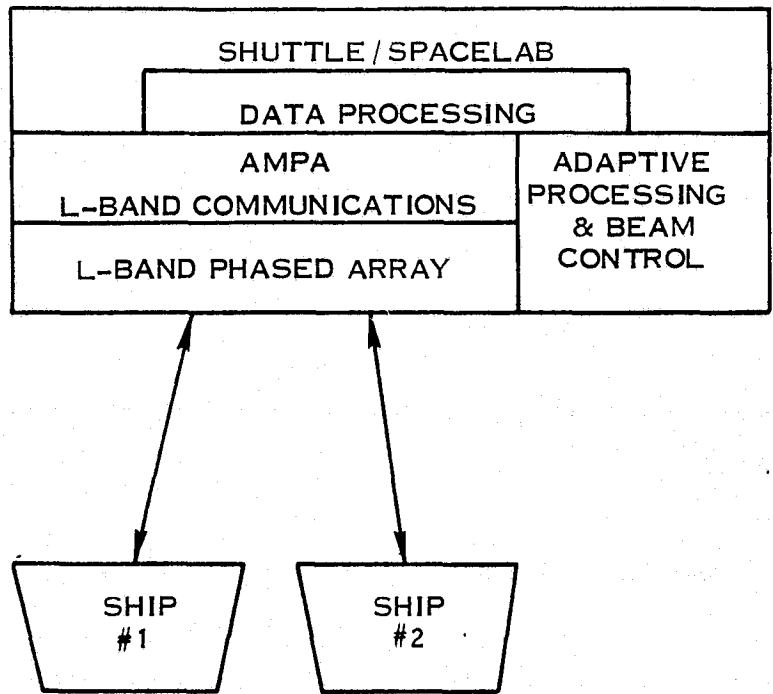 SHUTTLE / SPACELAB
DATA PROCESSING
AMPA
L-BAND COMMUNICATIONS
L-BAND PHASED ARRAY
ADAPTIVE
PROCESSING
& BEAM
CONTROL
SHIP
#1
SHIP
#2